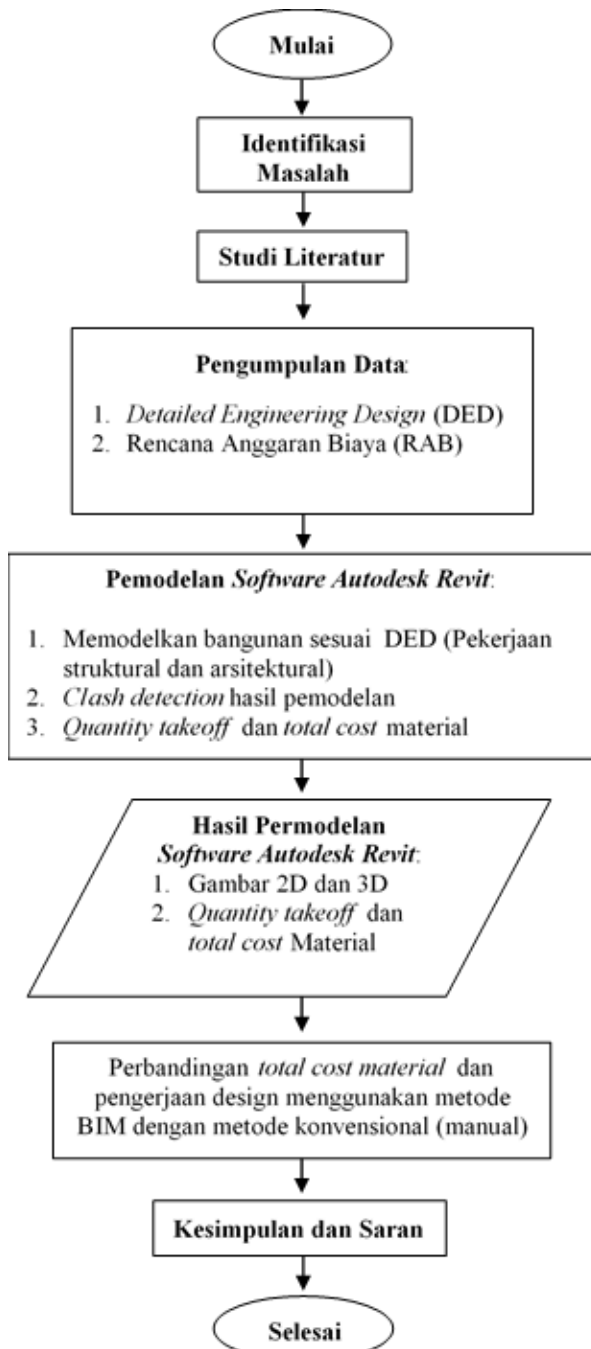 Mulai
Identifikasi
Masalah
Studi Literatur
Pengumpulan Data:
1. Detailed Engineering Design (DED)
2. Rencana Anggaran Biaya (RAB)
Pemodelan Software Autodesk Revit:
1. Memodelkan bangunan sesuai DED (Pekerjaan
struktural dan arsitektural)
2. Clash detection hasil pemodelan
3. Quantity takeoff dan total cost material
Hasil Permodelan
Software Autodesk Revit:
1. Gambar 2D dan 3D
2. Quantity takeoff dan
total cost Material
Perbandingan total cost material dan
pengerjaan design menggunakan metode
BIM dengan metode konvensional (manual)
Kesimpulan dan Saran
Selesai